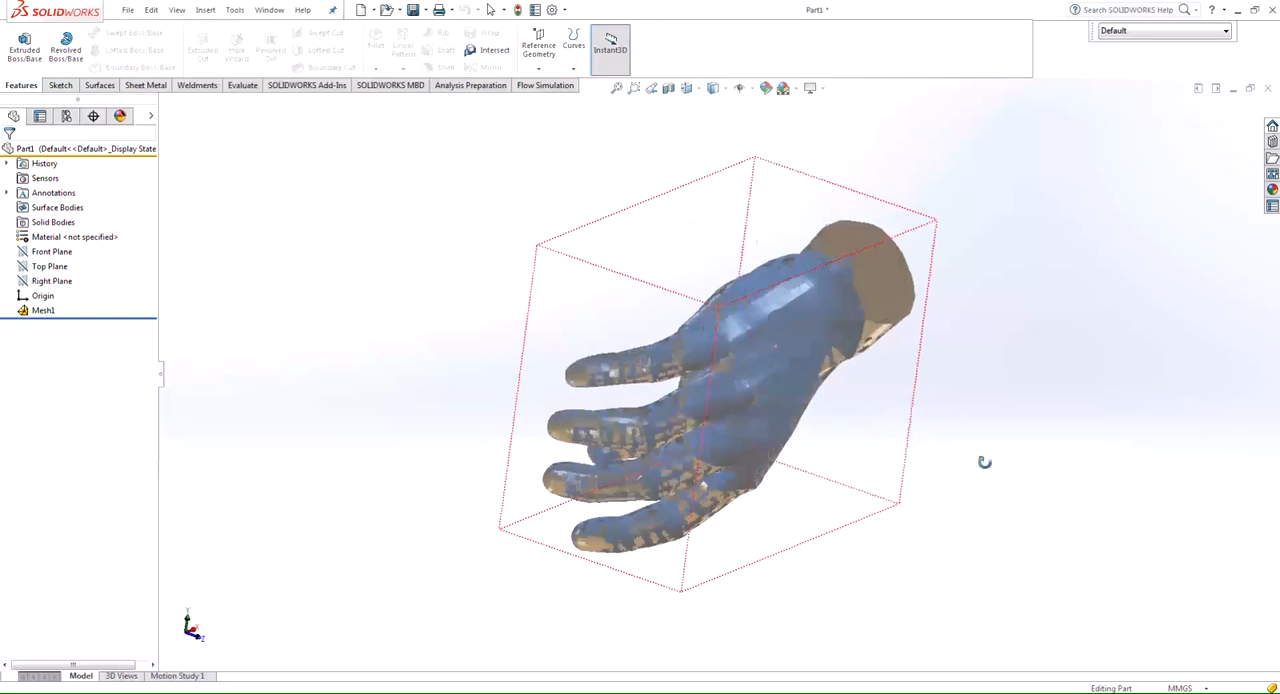 SOLIDWORKS File Edit View Insert Tools Window Help Part1 * Search SOLIDWORKS Help
Default
Extruded Boss/Base
Revolved Boss/Base
Swept Boss/Base
Lofted Boss/Base
Boundary Boss/Base
Extruded Cut
Hole Wizard
Revolved Cut
Swept Cut
Lofted Cut
Boundary Cut
Fillet
Linear Pattern
Rib
Draft
Shell
Wrap
Intersect
Mirror
Reference Geometry
Curves
Instant3D
Features Sketch Surfaces Sheet Metal Weldments Evaluate SOLIDWORKS Add-Ins SOLIDWORKS MBD Analysis Preparation Flow Simulation
Part1 (Default<<Default>_Display State
History
Sensors
Annotations
Surface Bodies
Solid Bodies
Material <not specified>
Front Plane
Top Plane
Right Plane
Origin
Mesh1
Y
X
Z
Model 3D Views Motion Study 1
Editing Part MMGS